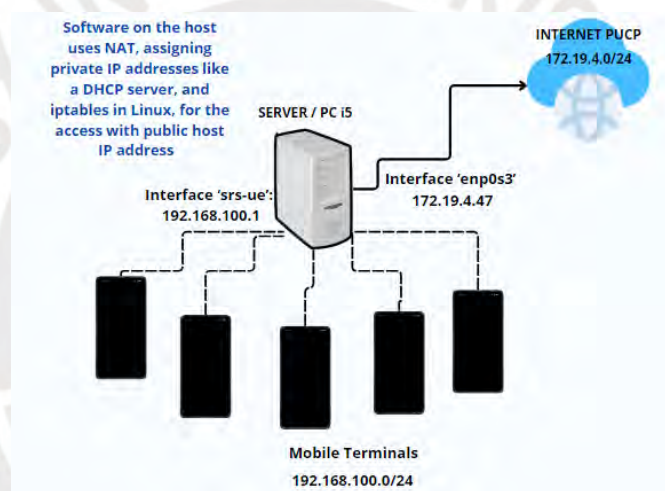 Software on the host
uses NAT, assigning
private IP addresses like
a DHCP server, and
iptables in Linux, for the
access with public host
IP address
INTERNET PUCP
172.19.4.0/24
SERVER / PC i5
Interface 'srs-ue':
192.168.100.1
Interface 'enp0s3'
172.19.4.47
Mobile Terminals
192.168.100.0/24